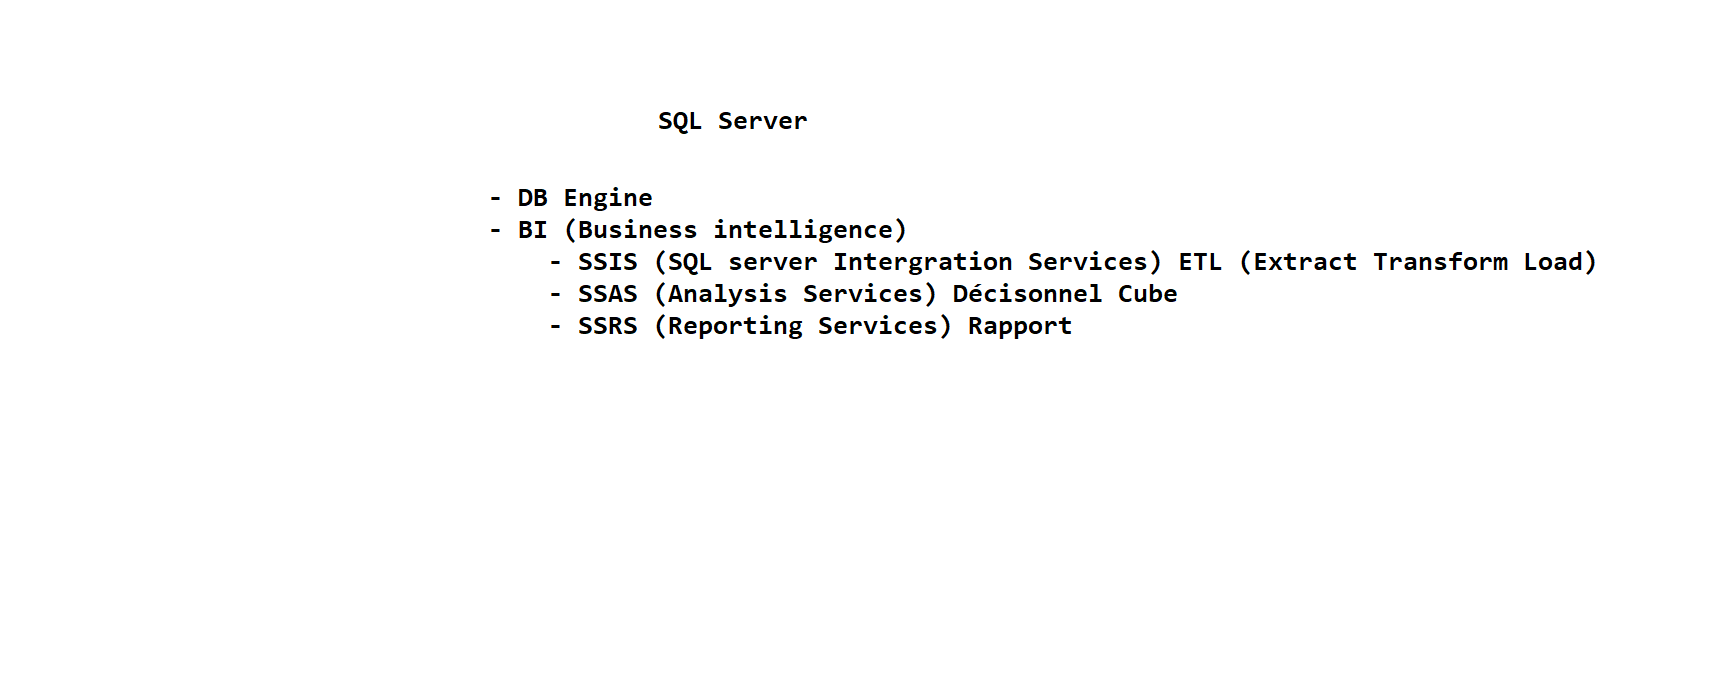 SQL Server
- DB Engine
- BI (Business intelligence)
- SSIS (SQL server Intergration Services) ETL (Extract Transform Load)
- SSAS (Analysis Services) Décisonnel Cube
- SSRS (Reporting Services) Rapport